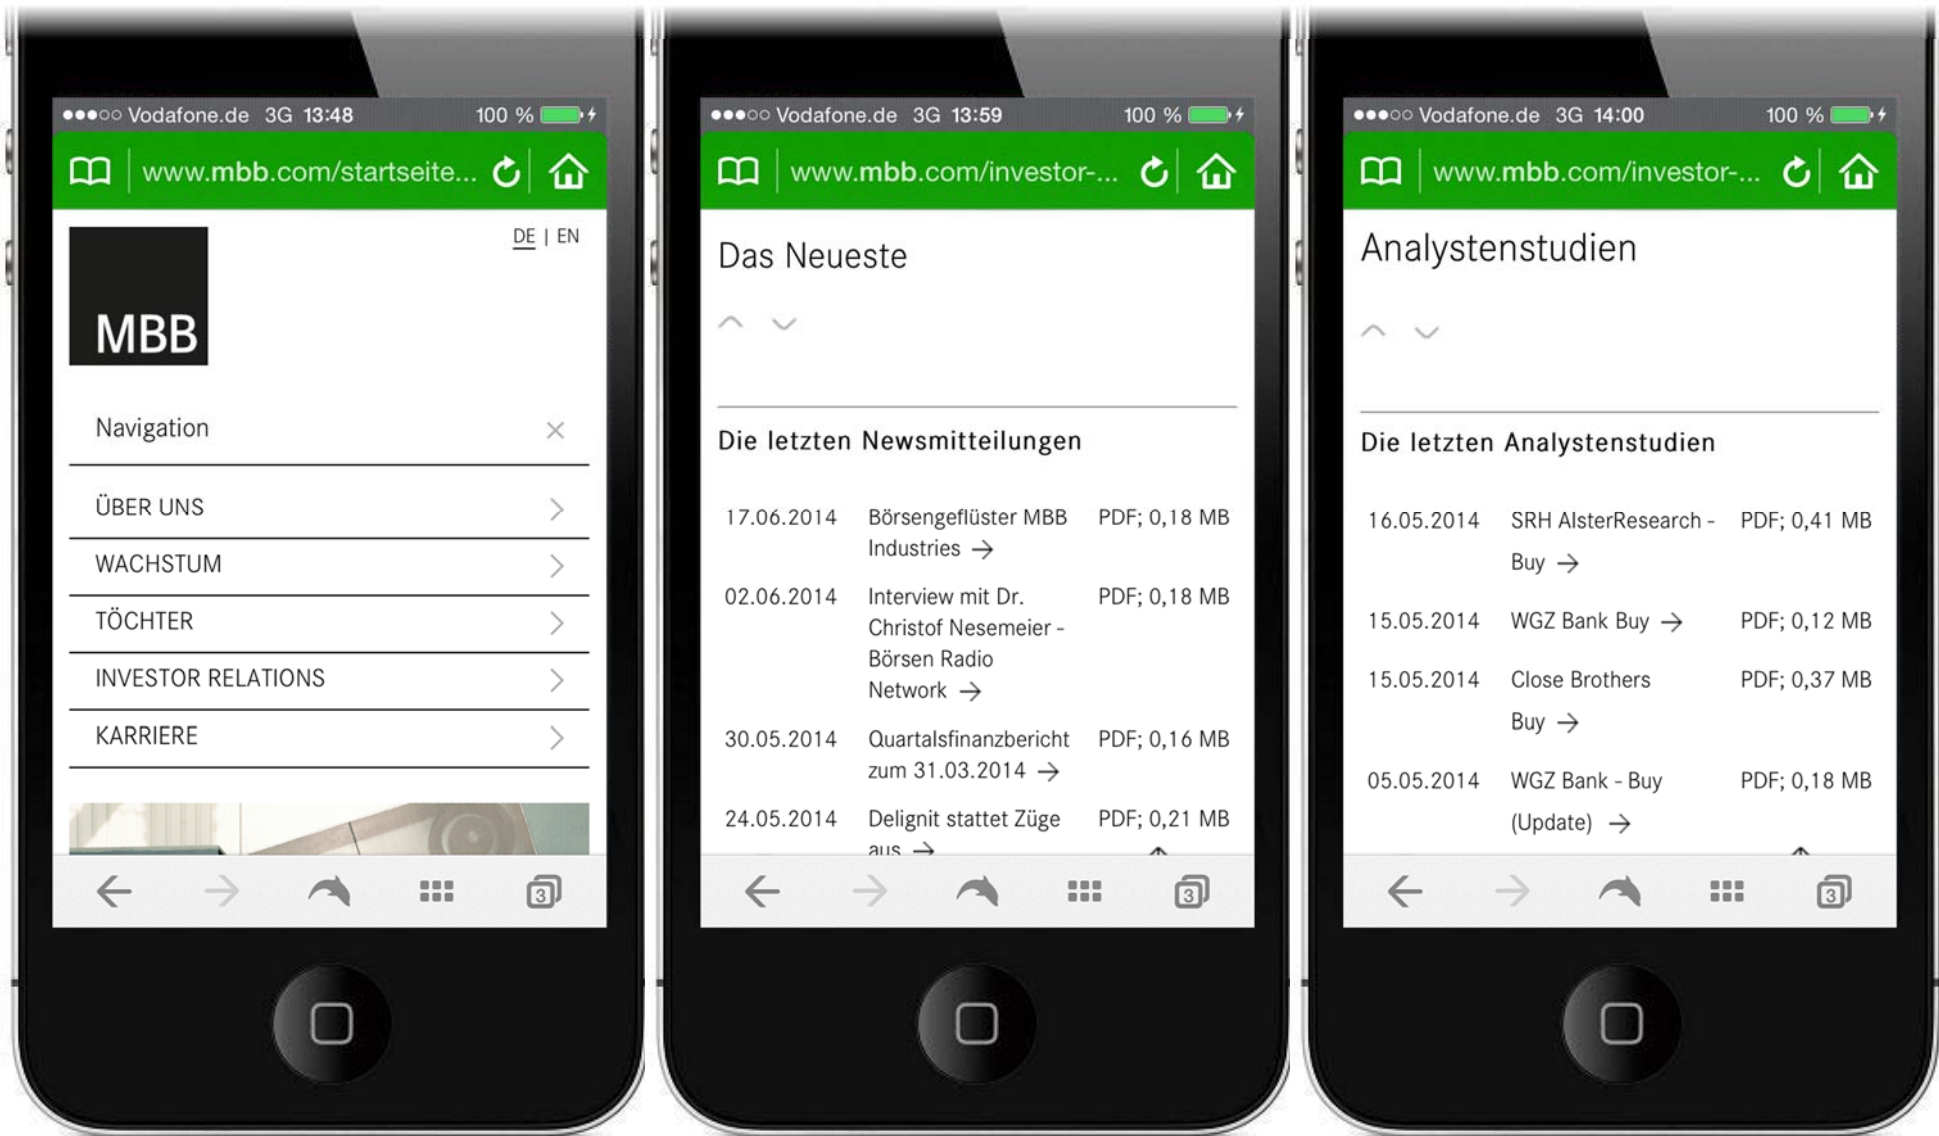 Vodafone.de 3G 13:48 100 %
www.mbb.com/startseite...
DE | EN
MBB
Navigation
ÜBER UNS
WACHSTUM
TÖCHTER
INVESTOR RELATIONS
KARRIERE
3
Vodafone.de 3G 13:59 100 %
www.mbb.com/investor-...
Das Neueste
Die letzten Newsmitteilungen
17.06.2014 Börsengeflüster MBB PDF; 0,18 MB
Industries →
02.06.2014 Interview mit Dr. PDF; 0,18 MB
Christof Nesemeier -
Börsen Radio
Network →
30.05.2014 Quartalsfinanzbericht PDF; 0,16 MB
zum 31.03.2014 →
24.05.2014 Delignit stattet Züge PDF; 0,21 MB
aus →
3
Vodafone.de 3G 14:00 100 %
www.mbb.com/investor-...
Analystenstudien
Die letzten Analystenstudien
16.05.2014 SRH AlsterResearch - PDF; 0,41 MB
Buy →
15.05.2014 WGZ Bank Buy → PDF; 0,12 MB
15.05.2014 Close Brothers PDF; 0,37 MB
Buy →
05.05.2014 WGZ Bank - Buy PDF; 0,18 MB
(Update) →
3